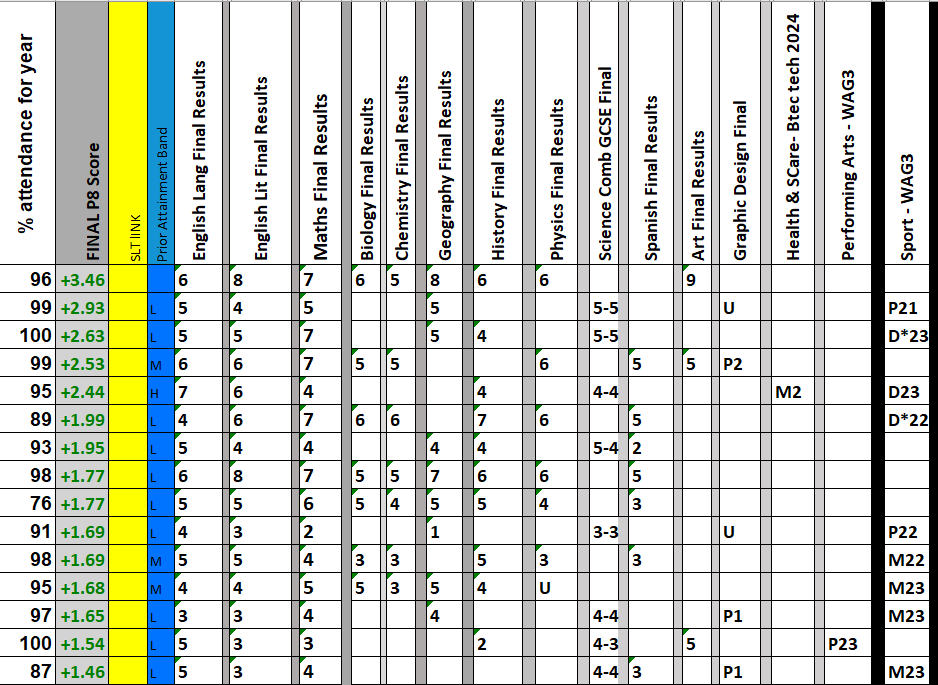 % attendance for year FINAL P8 Score SLT lINK Prior Attainment Band English Lang Final Results English Lit Final Results Maths Final Results Biology Final Results Chemistry Final Results Geography Final Results History Final Results Physics Final Results Science Comb GCSE Final Spanish Final Results Art Final Results Graphic Design Final Health & SCare- Btec tech 2024 Performing Arts - WAG3 Sport - WAG3
96 +3.46 6 8 7 6 5 8 6 6 9
99 +2.93 L 5 4 5 5 5-5 U P21
100 +2.63 L 5 5 7 5 4 5-5 D*23
99 +2.53 M 6 6 7 5 5 6 5 5 P2
95 +2.44 H 7 6 4 4 4-4 M2 D23
89 +1.99 L 4 6 7 6 6 7 6 5 D*22
93 +1.95 L 5 4 4 4 4 5-4 2
98 +1.77 L 6 8 7 5 5 7 6 6 5
76 +1.77 L 5 5 6 5 4 5 5 4 3
91 +1.69 L 4 3 2 1 3-3 U P22
98 +1.69 M 5 5 4 3 3 5 3 3 M22
95 +1.68 M 4 4 5 5 3 5 4 U M23
97 +1.65 L 3 3 4 4 4-4 P1 M23
100 +1.54 L 5 3 3 2 4-3 5 P23
87 +1.46 L 5 3 4 4-4 3 P1 M23